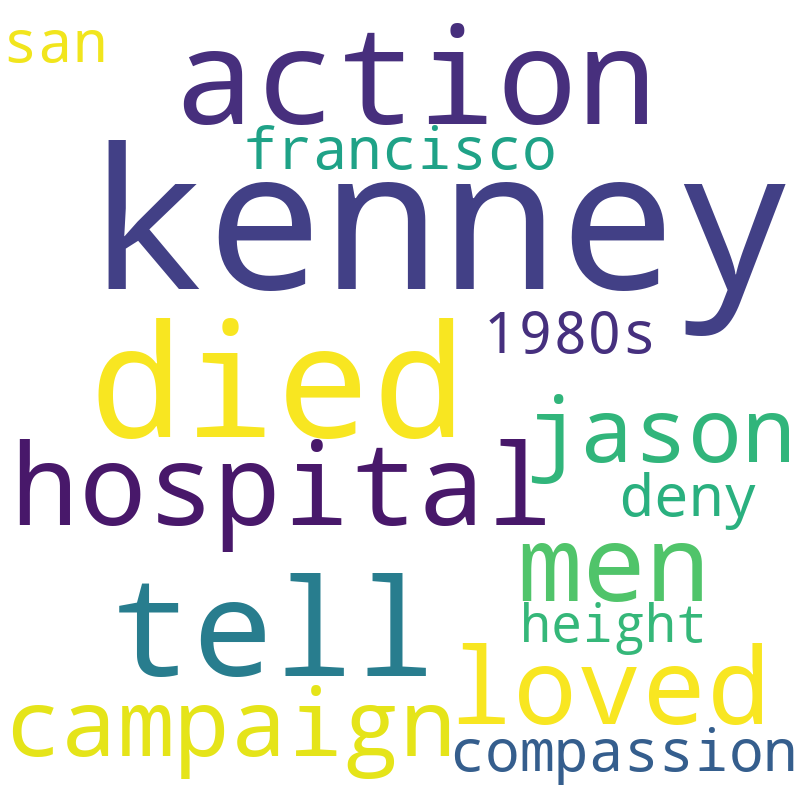 san
action
francisco
kenney
died
1980s
hospital
jason
deny
men
tell
height
loved
campaign
compassion